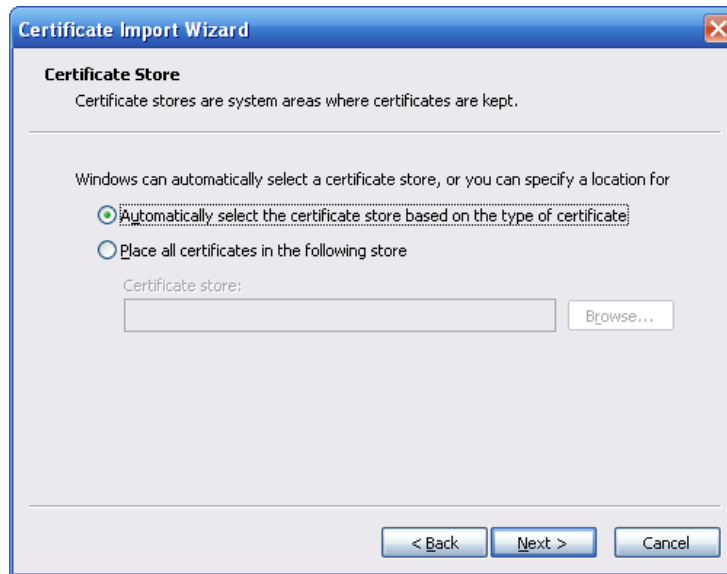 Certificate Import Wizard
Certificate Store
Certificate stores are system areas where certificates are kept.
Windows can automatically select a certificate store, or you can specify a location for
Automatically select the certificate store based on the type of certificate
Place all certificates in the following store
Certificate store:
Browse...
< Back Next > Cancel